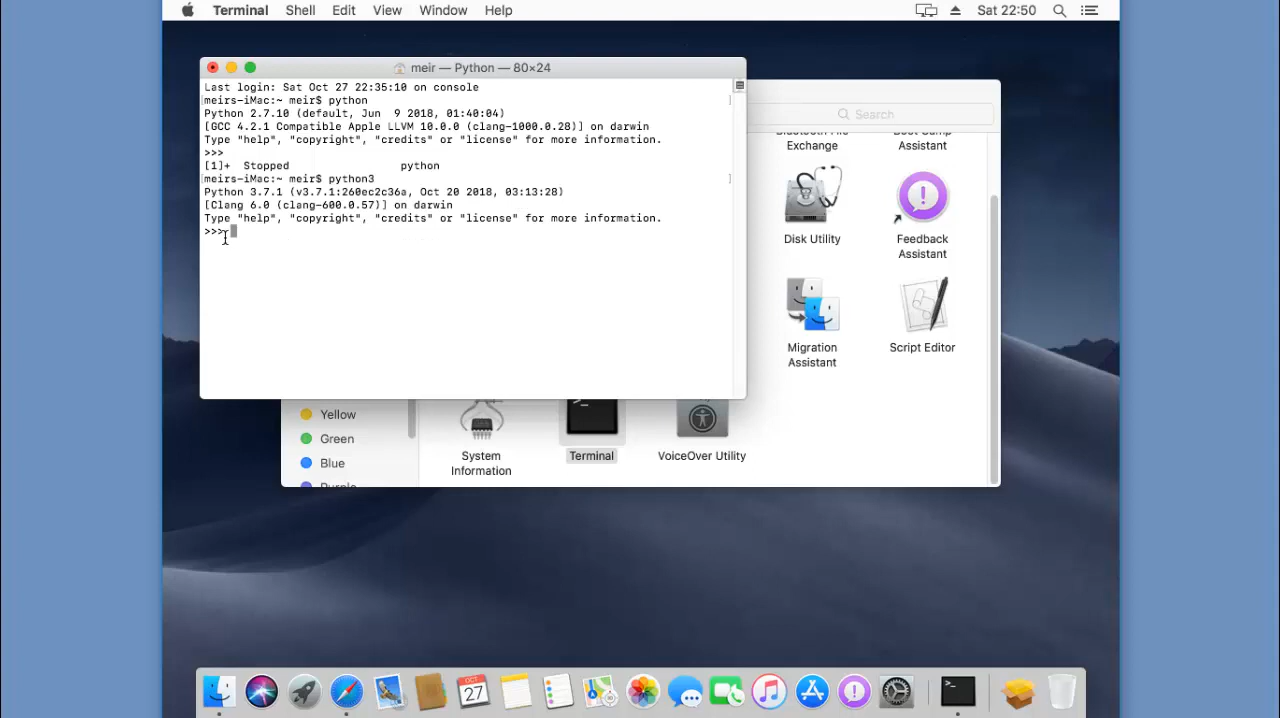 Terminal Shell Edit View Window Help Sat 22:50
meir — Python — 80×24
Last login: Sat Oct 27 22:35:10 on console
[meirs-iMac:~ meir$ python ]
Python 2.7.10 (default, Jun  9 2018, 01:40:04)
[GCC 4.2.1 Compatible Apple LLVM 10.0.0 (clang-1000.0.28)] on darwin
Type "help", "copyright", "credits" or "license" for more information.
>>>
[1]+  Stopped                 python
[meirs-iMac:~ meir$ python3 ]
Python 3.7.1 (v3.7.1:260ec2c36a, Oct 20 2018, 03:13:28)
[Clang 6.0 (clang-600.0.57)] on darwin
Type "help", "copyright", "credits" or "license" for more information.
>>>
Search
Bluetooth File
Exchange
Boot Camp
Assistant
Disk Utility
Feedback
Assistant
Migration
Assistant
Script Editor
Yellow
Green
Blue
Purple
System
Information
Terminal
VoiceOver Utility
OCT
27